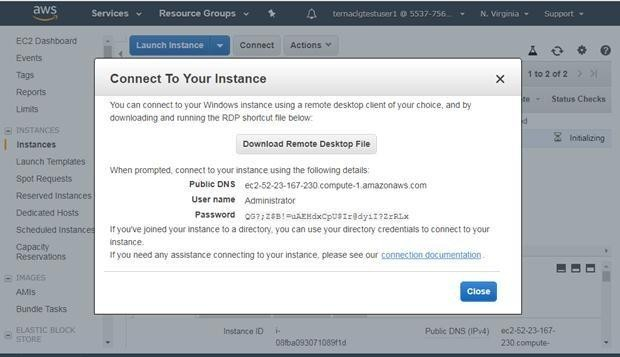 aws
Services
Resource Groups
ternaclgtestuser1 @ 5537-756...
N. Virginia
Support
EC2 Dashboard
Events
Tags
Reports
Limits
INSTANCES
Instances
Launch Templates
Spot Requests
Reserved Instances
Dedicated Hosts
Scheduled Instances
Capacity
Reservations
IMAGES
AMIs
Bundle Tasks
ELASTIC BLOCK
STORE
Launch Instance
Connect
Actions
1 to 2 of 2
Status Checks
Initializing
Connect To Your Instance
You can connect to your Windows instance using a remote desktop client of your choice, and by
downloading and running the RDP shortcut file below:
Download Remote Desktop File
When prompted, connect to your instance using the following details:
Public DNS ec2-52-23-167-230.compute-1.amazonaws.com
User name Administrator
Password
If you've joined your instance to a directory, you can use your directory credentials to connect to your
instance.
If you need any assistance connecting to your instance, please see our connection documentation.
Close
Instance ID
i-
08fba093071089f1d
Public DNS (IPv4)
ec2-52-23-167-
230.compute-